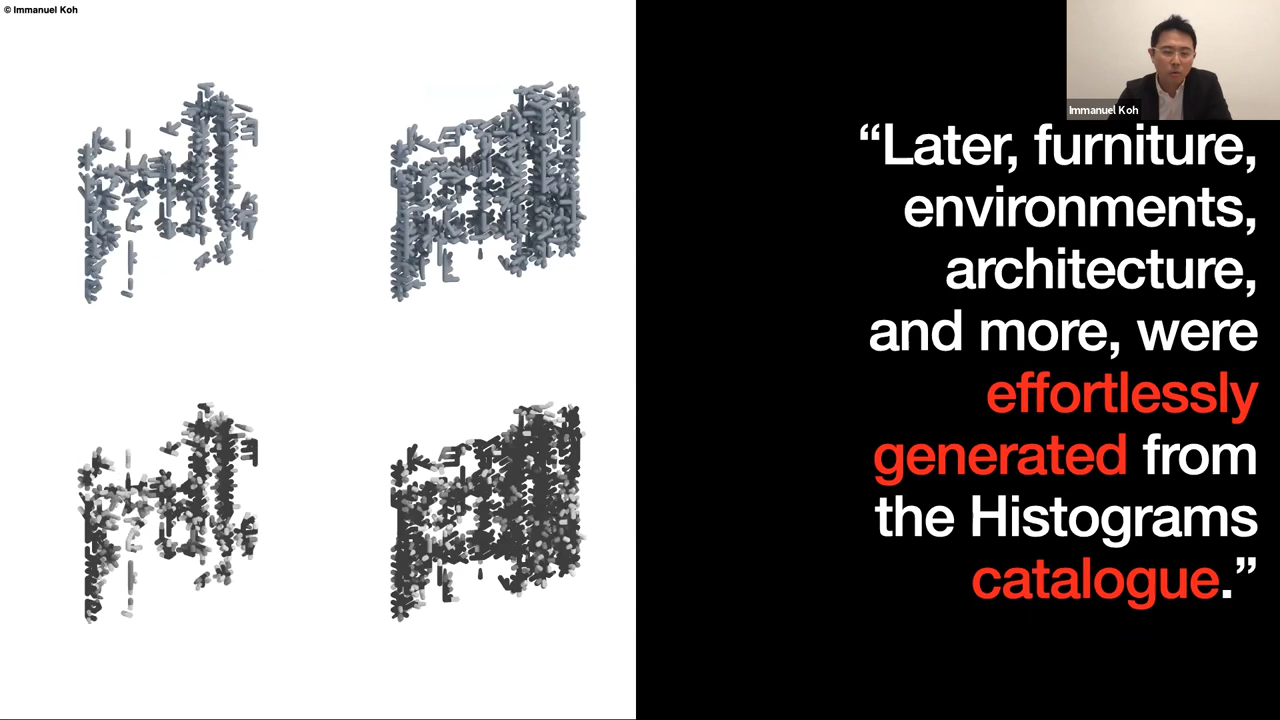 © Immanuel Koh
Immanuel Koh
“Later, furniture,
environments,
architecture,
and more, were
effortlessly
generated from
the Histograms
catalogue.”